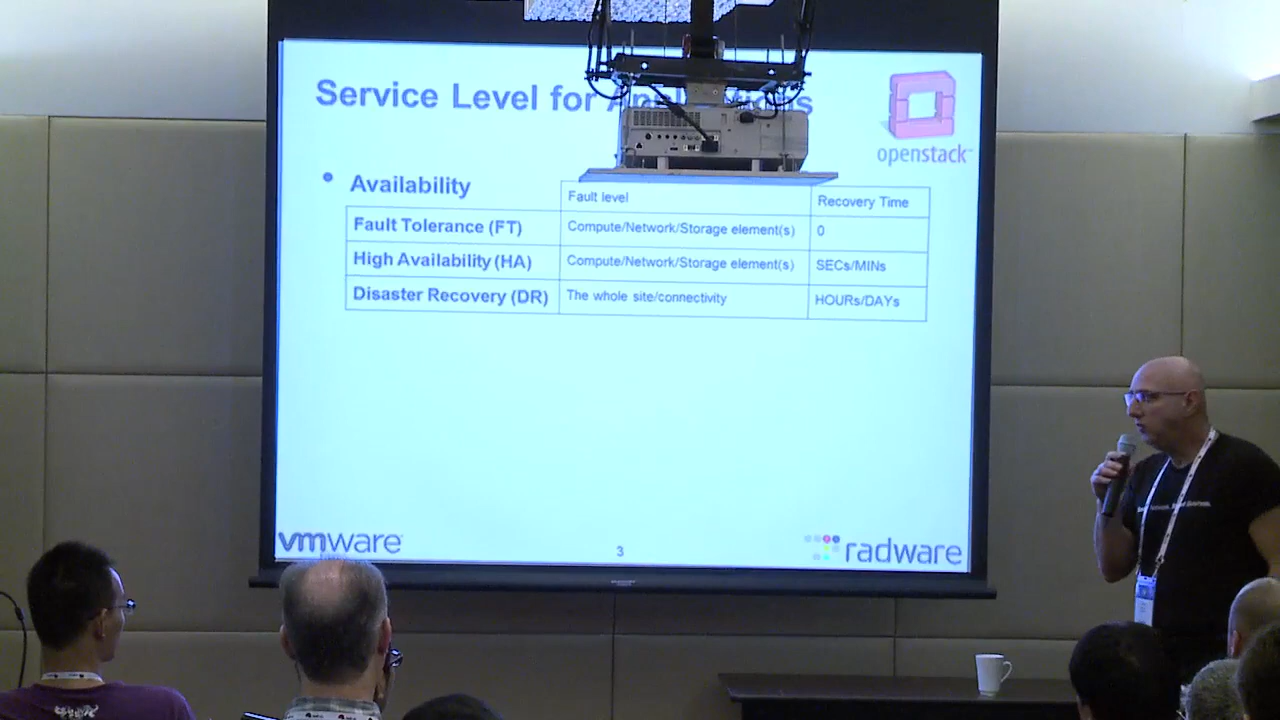 Service Level for Applications
openstack
Availability
Fault level
Recovery Time
Fault Tolerance (FT)
Compute/Network/Storage element(s)
0
High Availability (HA)
Compute/Network/Storage element(s)
SECs/MINs
Disaster Recovery (DR)
The whole site/connectivity
HOURs/DAYs
vmware
3
radware